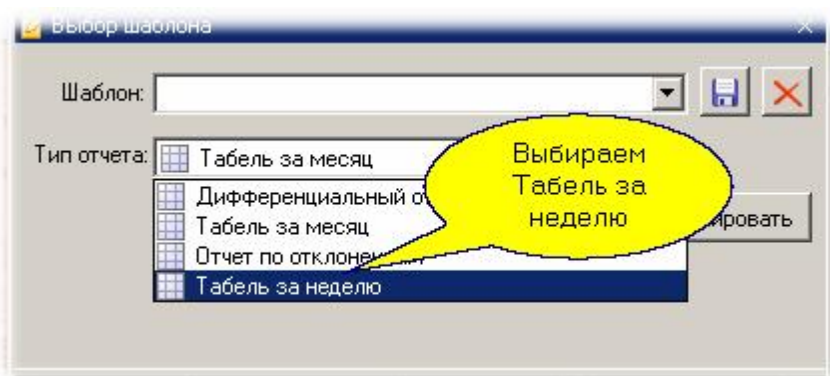 Выбор шаблона
Шаблон:
Тип отчета: Табель за месяц
Дифференциальный о
Табель за месяц
Отчет по отклонен
Табель за неделю
Выбираем
Табель за
неделю
ировать